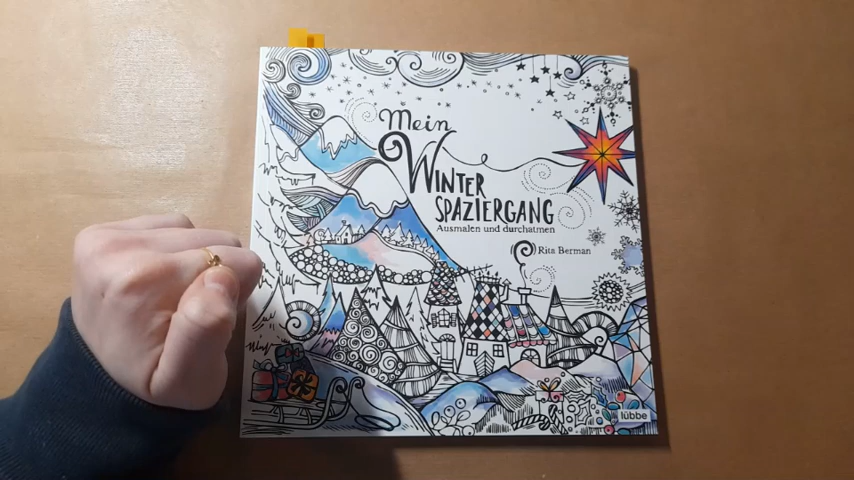 Mein
WINTER
SPAZIERGANG
Ausmalen und durchatmen
Rita Berman
lübbe